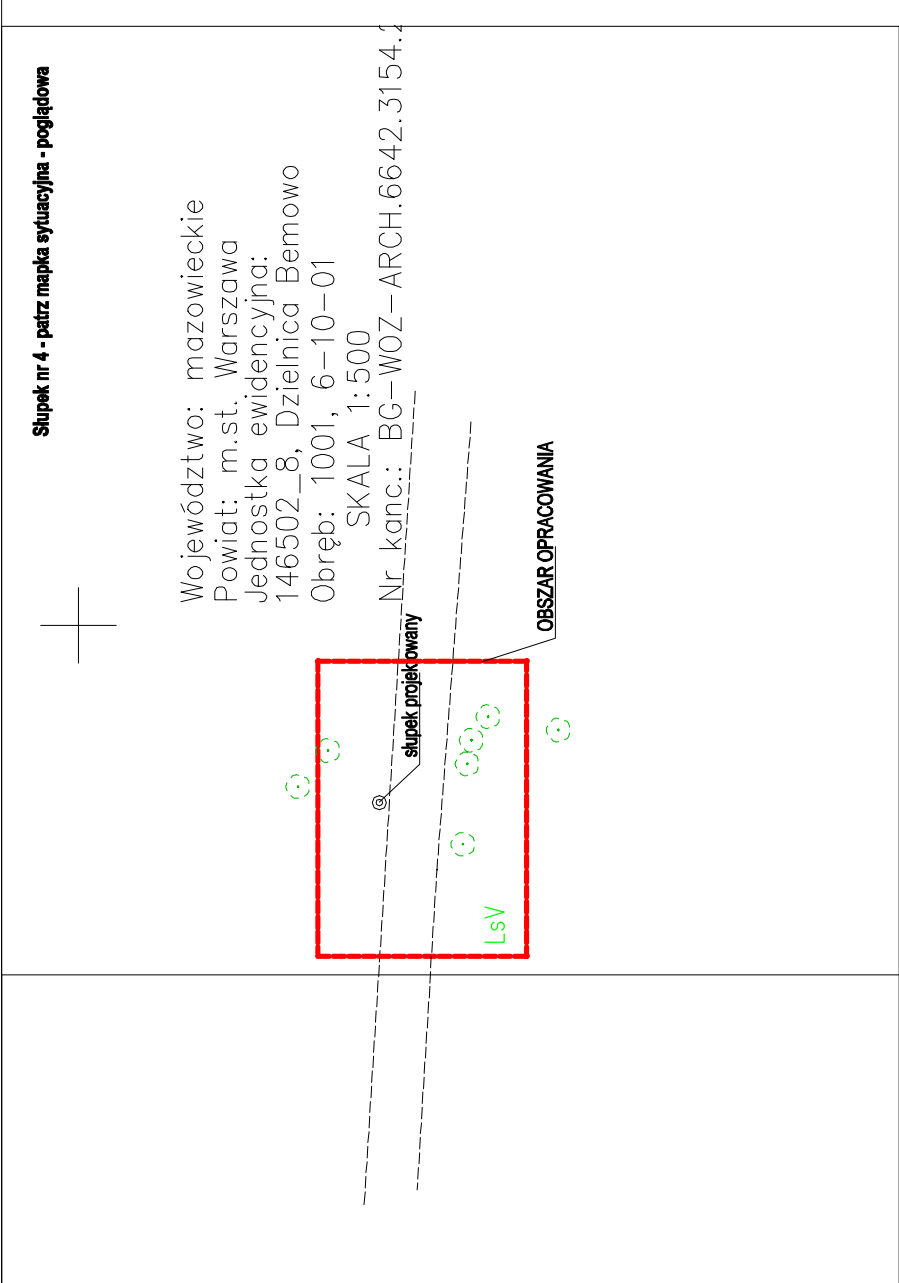 Słupek nr 4 - patrz mapka sytuacyjna - poglądowa
Województwo: mazowieckie
Powiat: m.st. Warszawa
Jednostka ewidencyjna:
146502_8, Dzielnica Bemowo
Obręb: 1001, 6-10-01
SKALA 1:500
Nr kanc.: BG-WOZ-ARCH.6642.3154.2
słupek projektowany
LsV
OBSZAR OPRACOWANIA